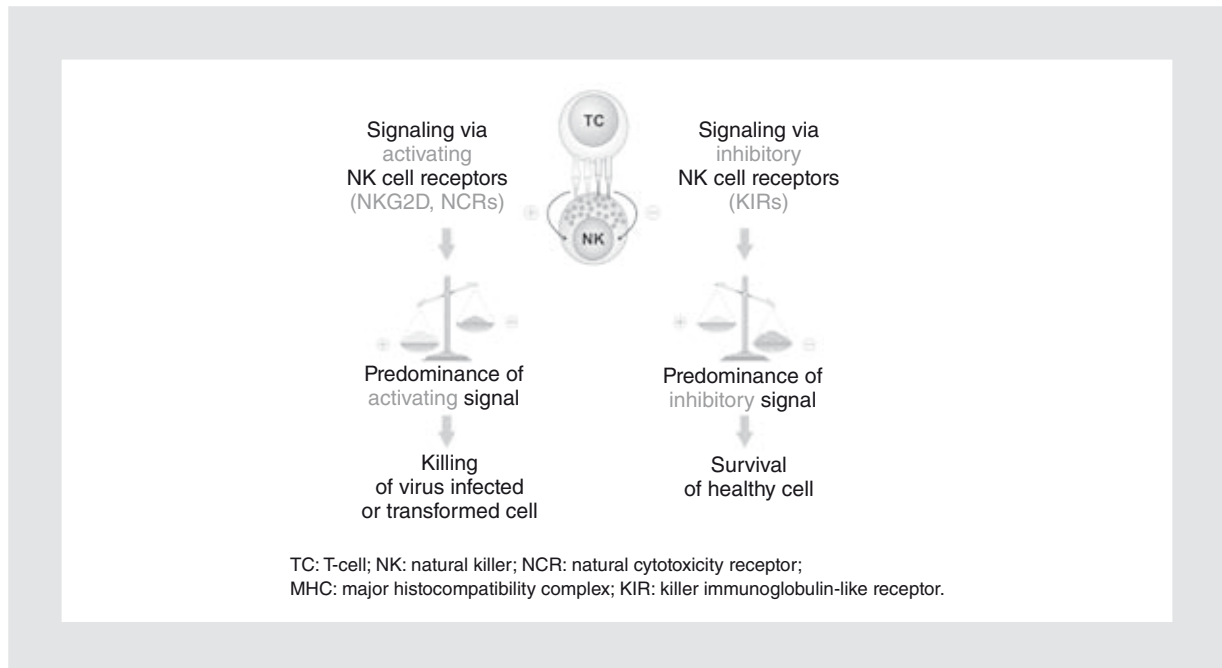 Signaling via
activating
NK cell receptors
(NKG2D, NCRs)
TC
NK
+
−
Signaling via
inhibitory
NK cell receptors
(KIRs)
+
−
Predominance of
activating signal
+
−
Predominance of
inhibitory signal
Killing
of virus infected
or transformed cell
Survival
of healthy cell
TC: T-cell; NK: natural killer; NCR: natural cytotoxicity receptor;
MHC: major histocompatibility complex; KIR: killer immunoglobulin-like receptor.